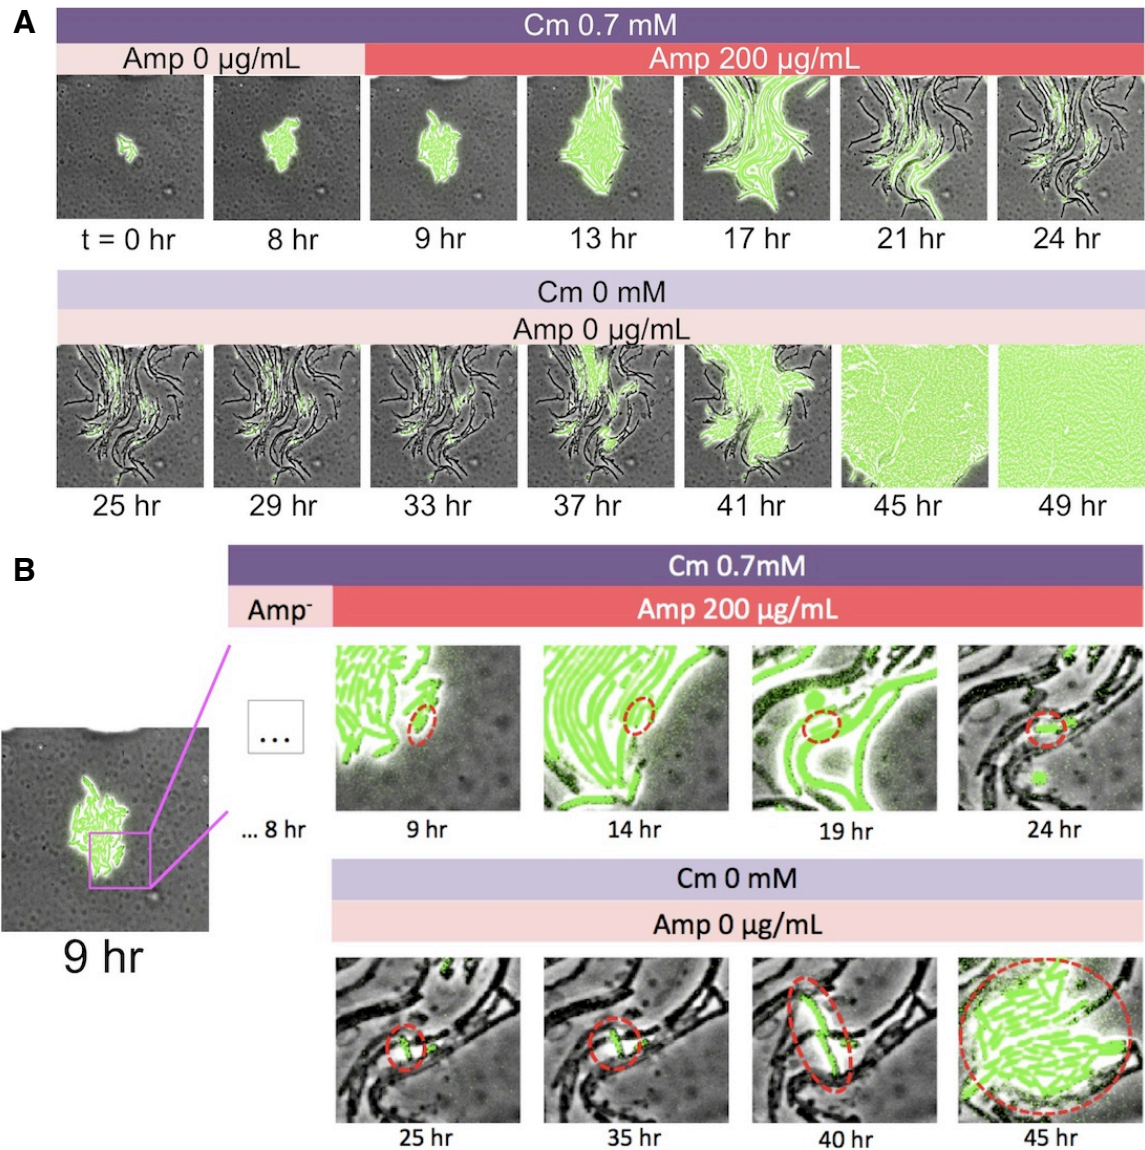 A
Cm 0.7 mM
Amp 0 µg/mL
Amp 200 µg/mL
t = 0 hr
8 hr
9 hr
13 hr
17 hr
21 hr
24 hr
Cm 0 mM
Amp 0 µg/mL
25 hr
29 hr
33 hr
37 hr
41 hr
45 hr
49 hr
B
Cm 0.7mM
Amp⁻
Amp 200 µg/mL
...
... 8 hr
9 hr
14 hr
19 hr
24 hr
Cm 0 mM
Amp 0 µg/mL
9 hr
25 hr
35 hr
40 hr
45 hr